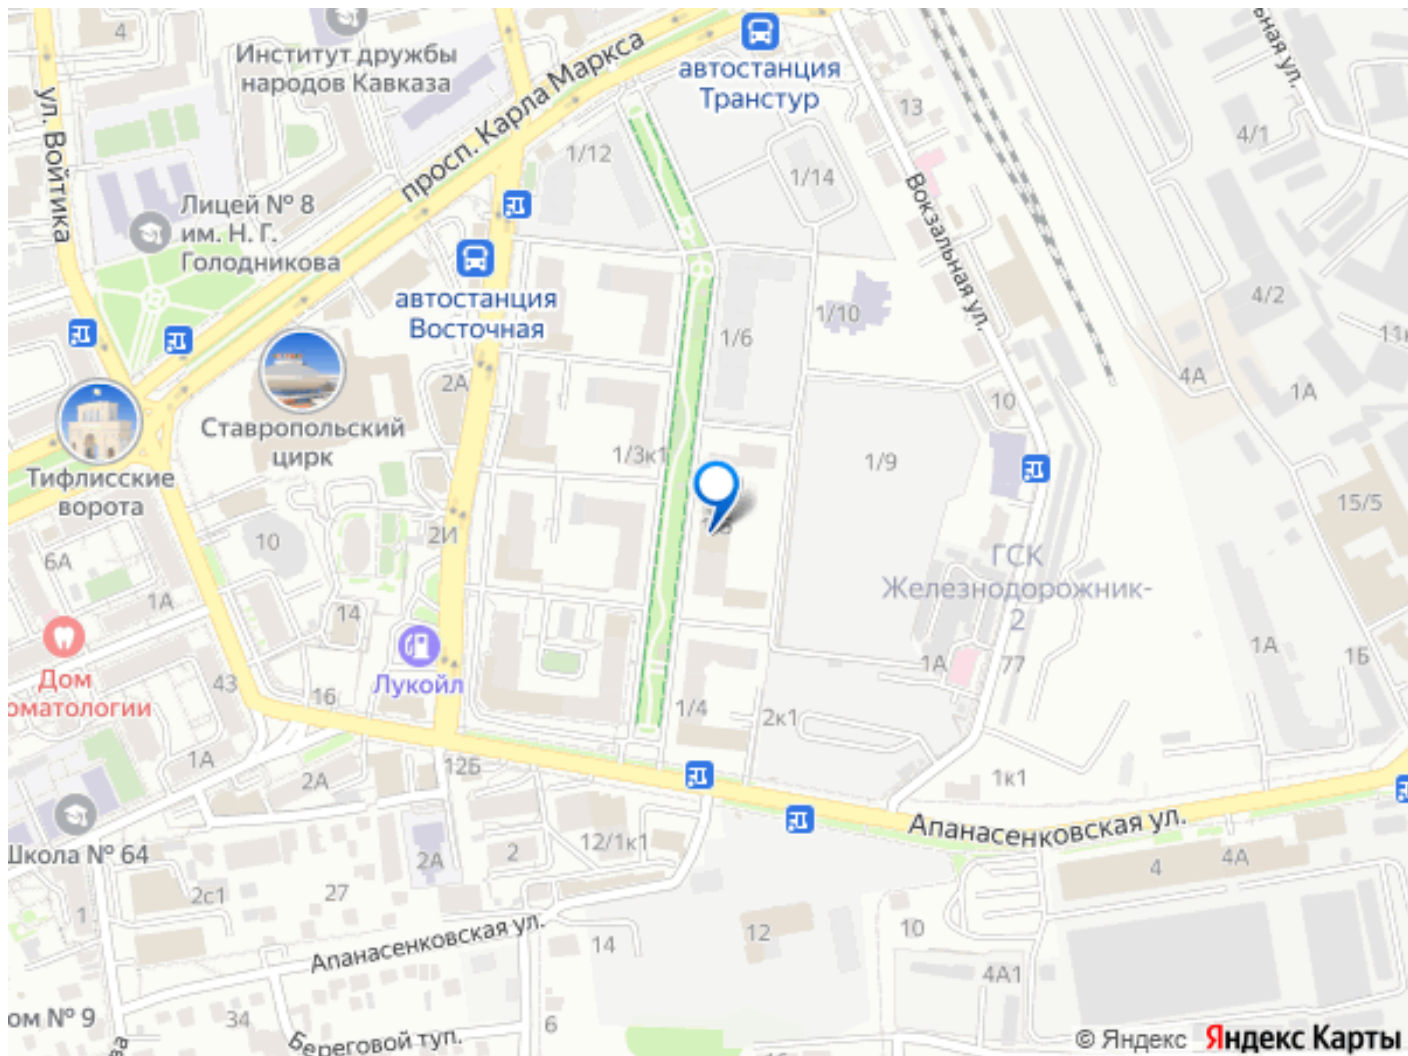 4
Институт дружбы
народов Кавказа
автостанция
Транстур
просп. Карла Маркса
ул. Войтика
1/12
1/14
13
4/1
Вокзальная ул.
Лицей № 8
им. Н. Г.
Голодникова
автостанция
Восточная
1/6
1/10
4/2
4А
1А
2А
10
Ставропольский
цирк
Тифлисские
ворота
1/3к1
1/9
15/5
2И
10
6А
1А
14
ГСК
Железнодорожник-
2
Лукойл
Дом
оматологии
43
16
1А
77
1А
1Б
1/4
2к1
1А
2А
12Б
1к1
Апанасенковская ул.
Школа № 64
2А
2
12/1к1
4
4А
2с1
27
1
Апанасенковская ул.
14
12
10
4А1
ом № 9
34
Береговой туп.
6
© Яндекс Яндекс Карты